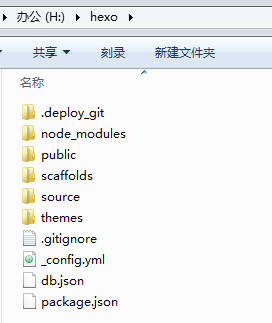 办公 (H:) hexo
共享 刻录 新建文件夹
名称
.deploy_git
node_modules
public
scaffolds
source
themes
.gitignore
_config.yml
db.json
package.json